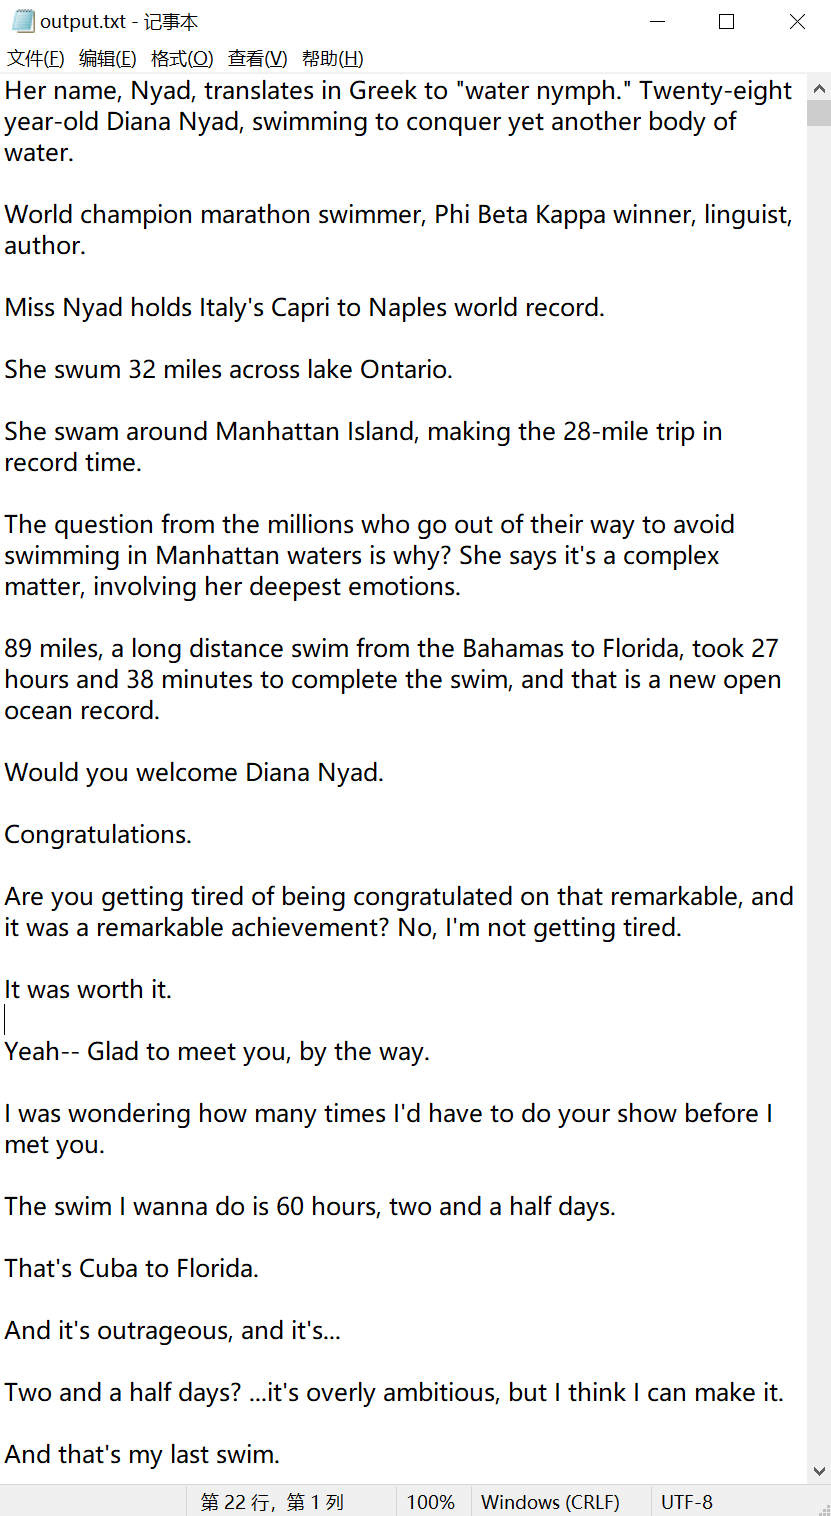 output.txt - 记事本
文件(F) 编辑(E) 格式(O) 查看(V) 帮助(H)
Her name, Nyad, translates in Greek to "water nymph." Twenty-eight
year-old Diana Nyad, swimming to conquer yet another body of
water.
World champion marathon swimmer, Phi Beta Kappa winner, linguist,
author.
Miss Nyad holds Italy's Capri to Naples world record.
She swum 32 miles across lake Ontario.
She swam around Manhattan Island, making the 28-mile trip in
record time.
The question from the millions who go out of their way to avoid
swimming in Manhattan waters is why? She says it's a complex
matter, involving her deepest emotions.
89 miles, a long distance swim from the Bahamas to Florida, took 27
hours and 38 minutes to complete the swim, and that is a new open
ocean record.
Would you welcome Diana Nyad.
Congratulations.
Are you getting tired of being congratulated on that remarkable, and
it was a remarkable achievement? No, I'm not getting tired.
It was worth it.
Yeah-- Glad to meet you, by the way.
I was wondering how many times I'd have to do your show before I
met you.
The swim I wanna do is 60 hours, two and a half days.
That's Cuba to Florida.
And it's outrageous, and it's...
Two and a half days? ...it's overly ambitious, but I think I can make it.
And that's my last swim.
第 22 行，第 1 列 100% Windows (CRLF) UTF-8